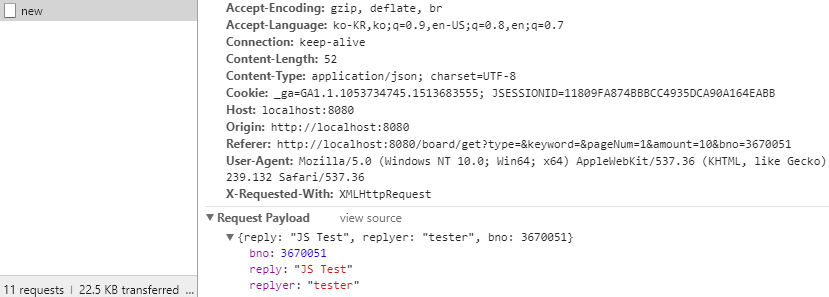 new
Accept-Encoding: gzip, deflate, br
Accept-Language: ko-KR,ko;q=0.9,en-US;q=0.8,en;q=0.7
Connection: keep-alive
Content-Length: 52
Content-Type: application/json; charset=UTF-8
Cookie: _ga=GA1.1.1053734745.1513683555; JSESSIONID=11809FA874BBBCC4935DCA90A164EABB
Host: localhost:8080
Origin: http://localhost:8080
Referer: http://localhost:8080/board/get?type=&keyword=&pageNum=1&amount=10&bno=3670051
User-Agent: Mozilla/5.0 (Windows NT 10.0; Win64; x64) AppleWebKit/537.36 (KHTML, like Gecko)
239.132 Safari/537.36
X-Requested-With: XMLHttpRequest
▼ Request Payload view source
▼ {reply: "JS Test", replyer: "tester", bno: 3670051}
bno: 3670051
reply: "JS Test"
replyer: "tester"
11 requests | 22.5 KB transferred ...